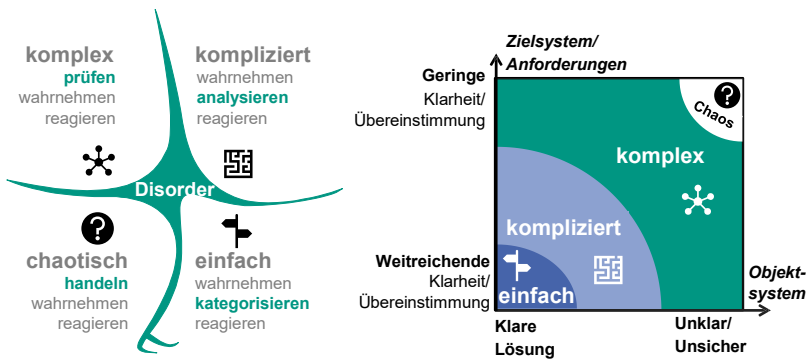 komplex
prüfen
wahrnehmen
reagieren
kompliziert
wahrnehmen
analysieren
reagieren
Disorder
chaotisch
handeln
wahrnehmen
reagieren
einfach
wahrnehmen
kategorisieren
reagieren
Zielsystem/
Anforderungen
Geringe
Klarheit/
Übereinstimmung
?
Chaos
komplex
kompliziert
einfach
Weitreichende
Klarheit/
Übereinstimmung
Objekt-
system
Klare
Lösung
Unklar/
Unsicher